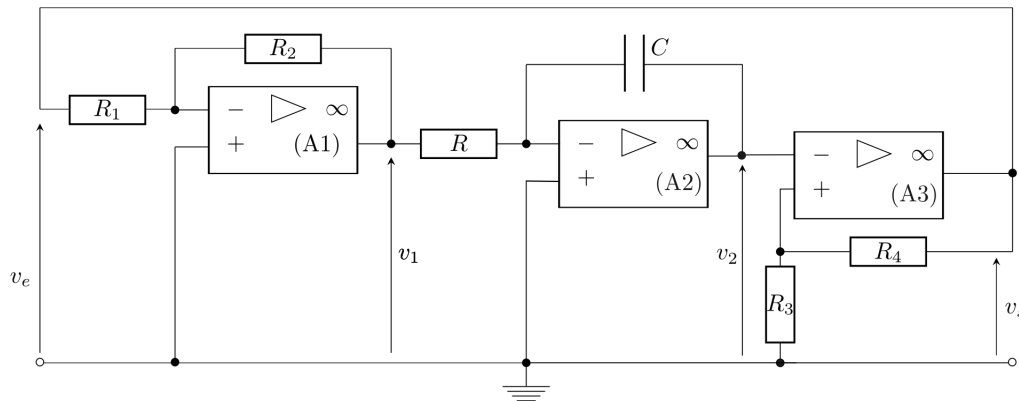 R₂
C
R₁
− ▷ ∞
+ (A1)
R
− ▷ ∞
+ (A2)
− ▷ ∞
+ (A3)
R₄
R₃
vₑ
v₁
v₂